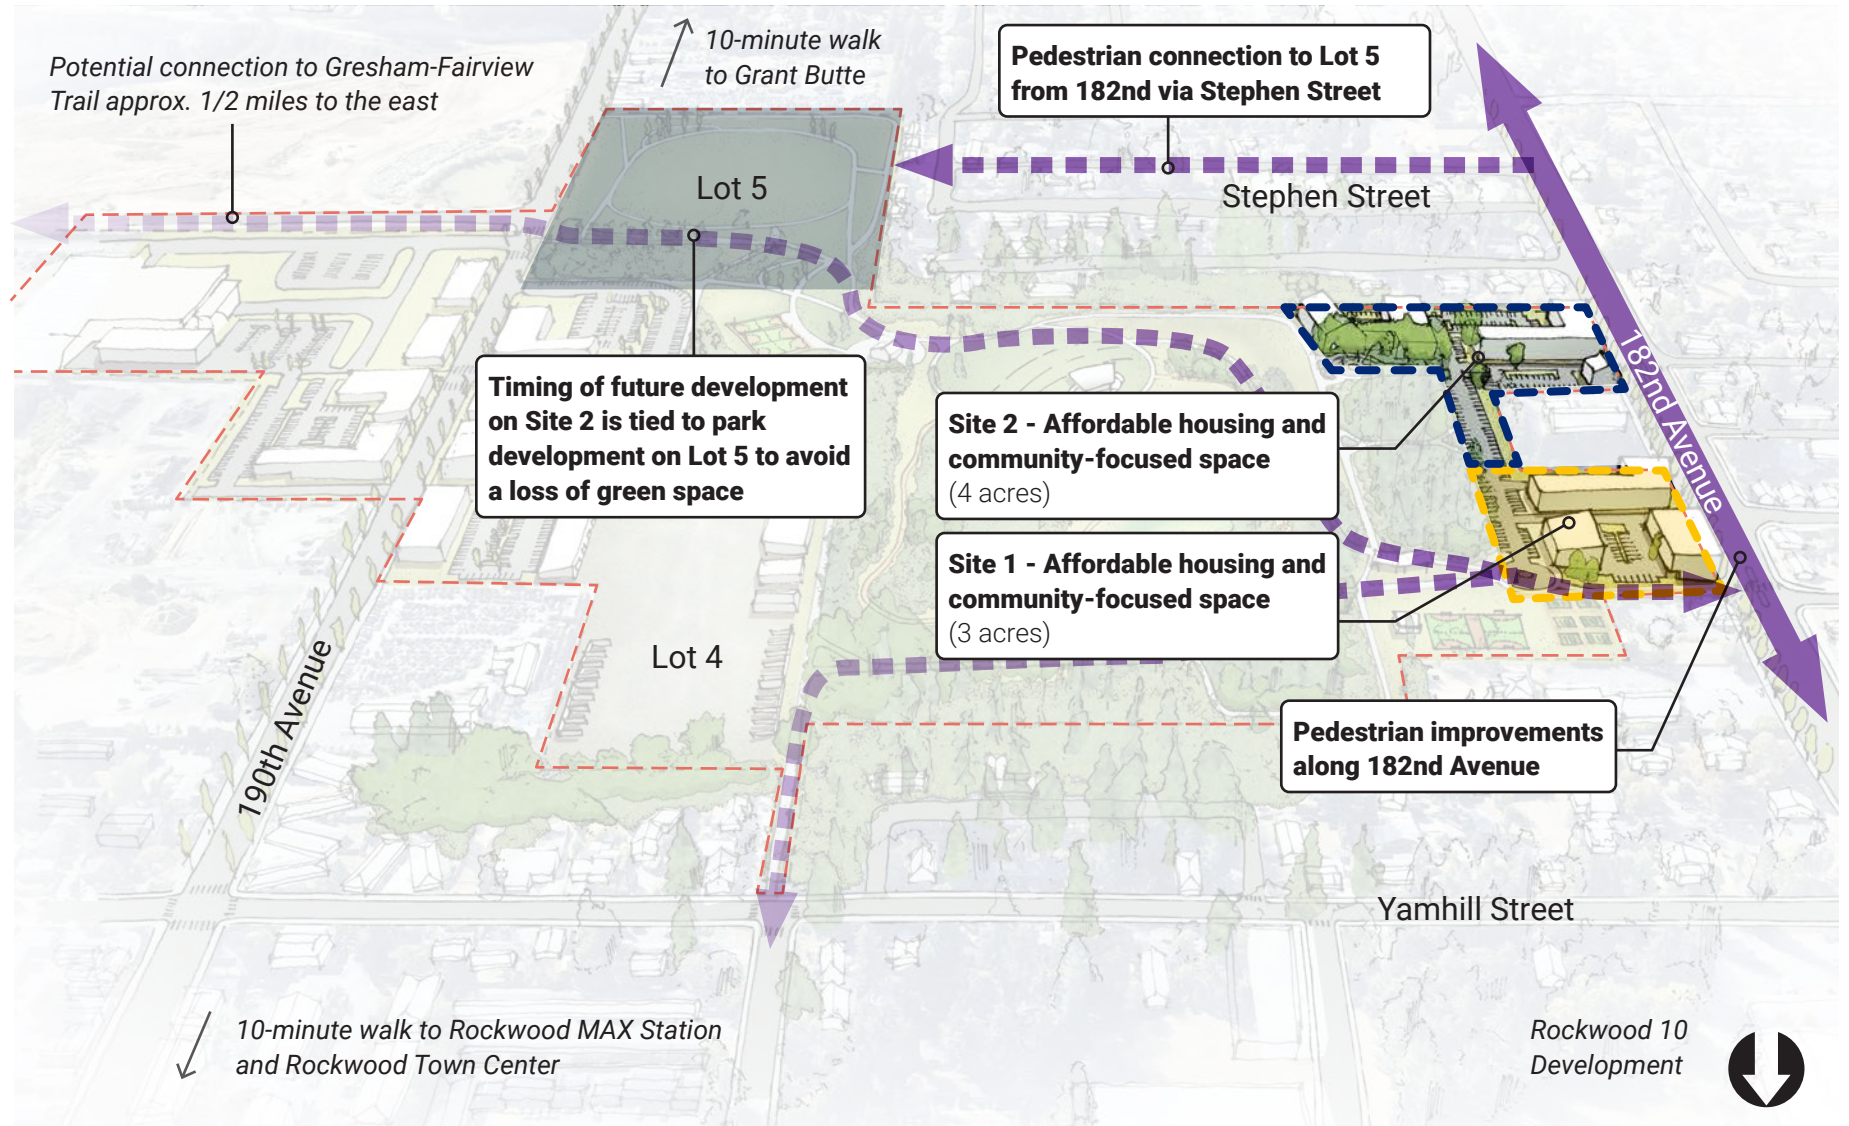 Potential connection to Gresham-Fairview
Trail approx. 1/2 miles to the east
10-minute walk
to Grant Butte
Pedestrian connection to Lot 5
from 182nd via Stephen Street
Lot 5
Stephen Street
182nd Avenue
Timing of future development
on Site 2 is tied to park
development on Lot 5 to avoid
a loss of green space
Site 2 - Affordable housing and
community-focused space
(4 acres)
Site 1 - Affordable housing and
community-focused space
(3 acres)
Lot 4
190th Avenue
Pedestrian improvements
along 182nd Avenue
Yamhill Street
10-minute walk to Rockwood MAX Station
and Rockwood Town Center
Rockwood 10
Development